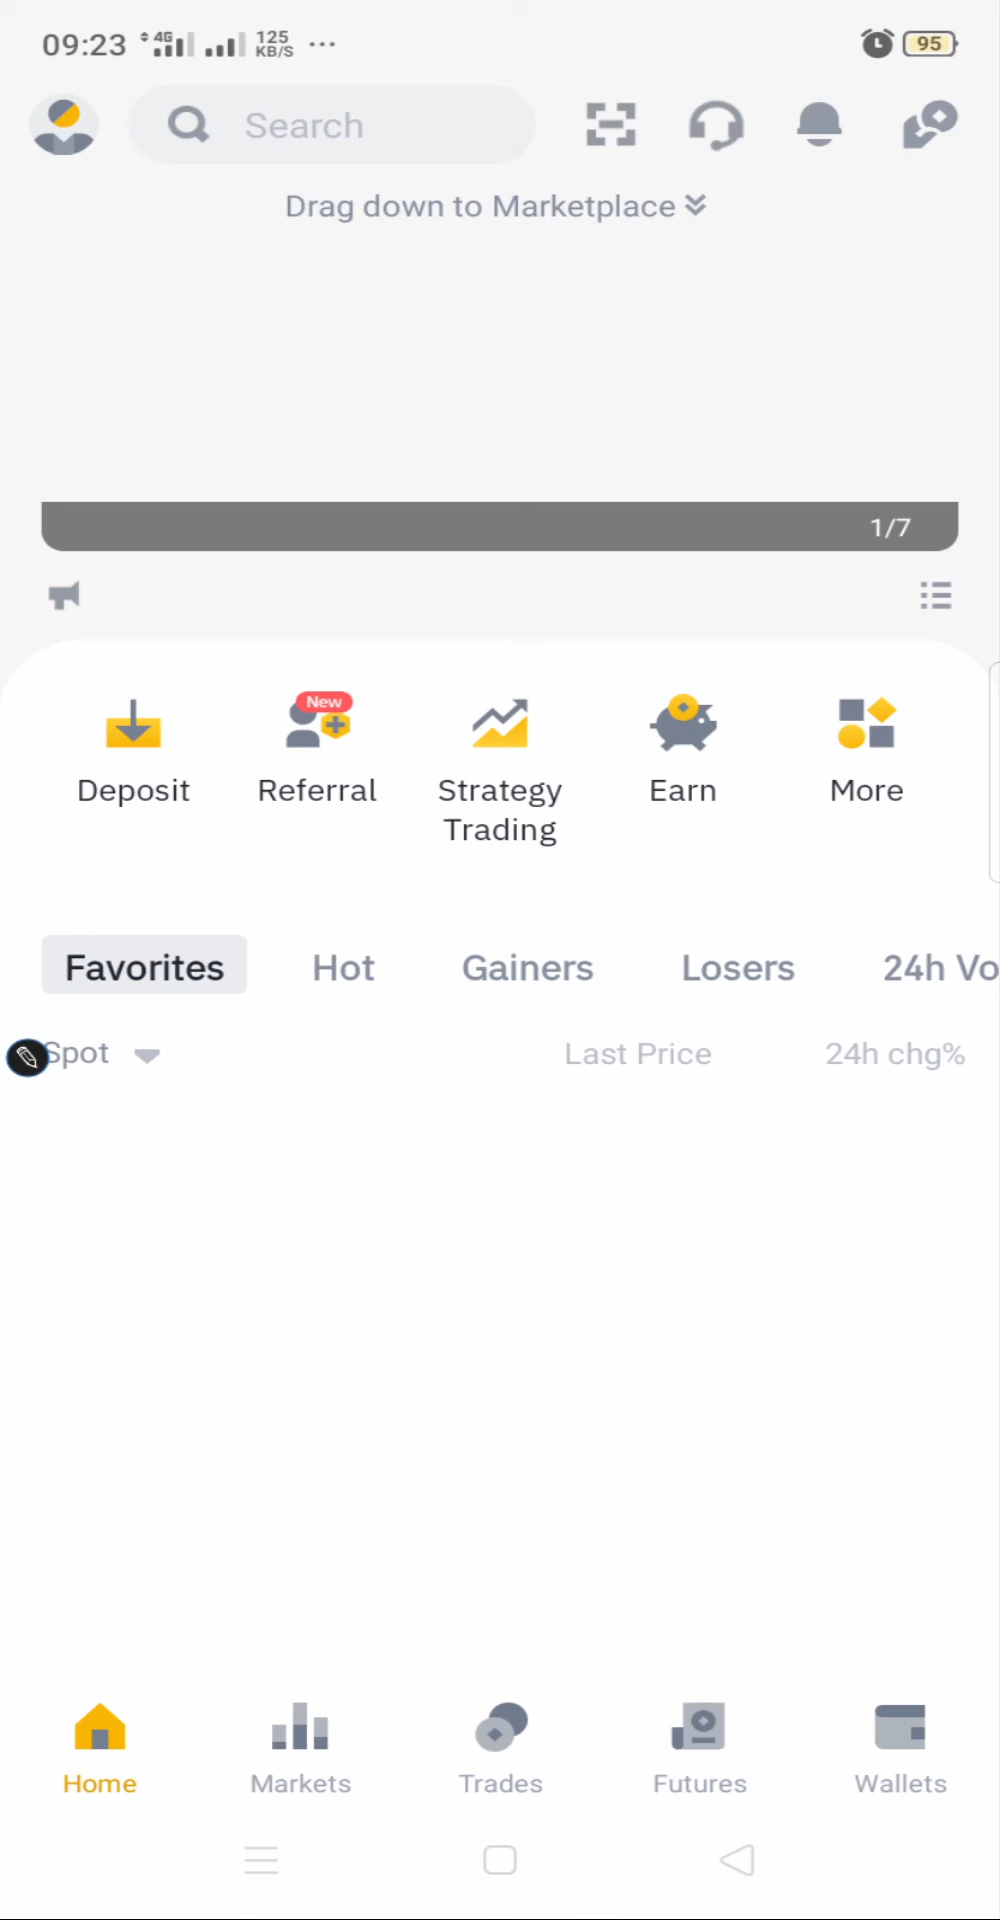 09:23 4G 125 KB/S ... 95
Search
Drag down to Marketplace
1/7
New
Deposit Referral Strategy Trading Earn More
Favorites Hot Gainers Losers 24h Vo
Spot Last Price 24h chg%
Home Markets Trades Futures Wallets